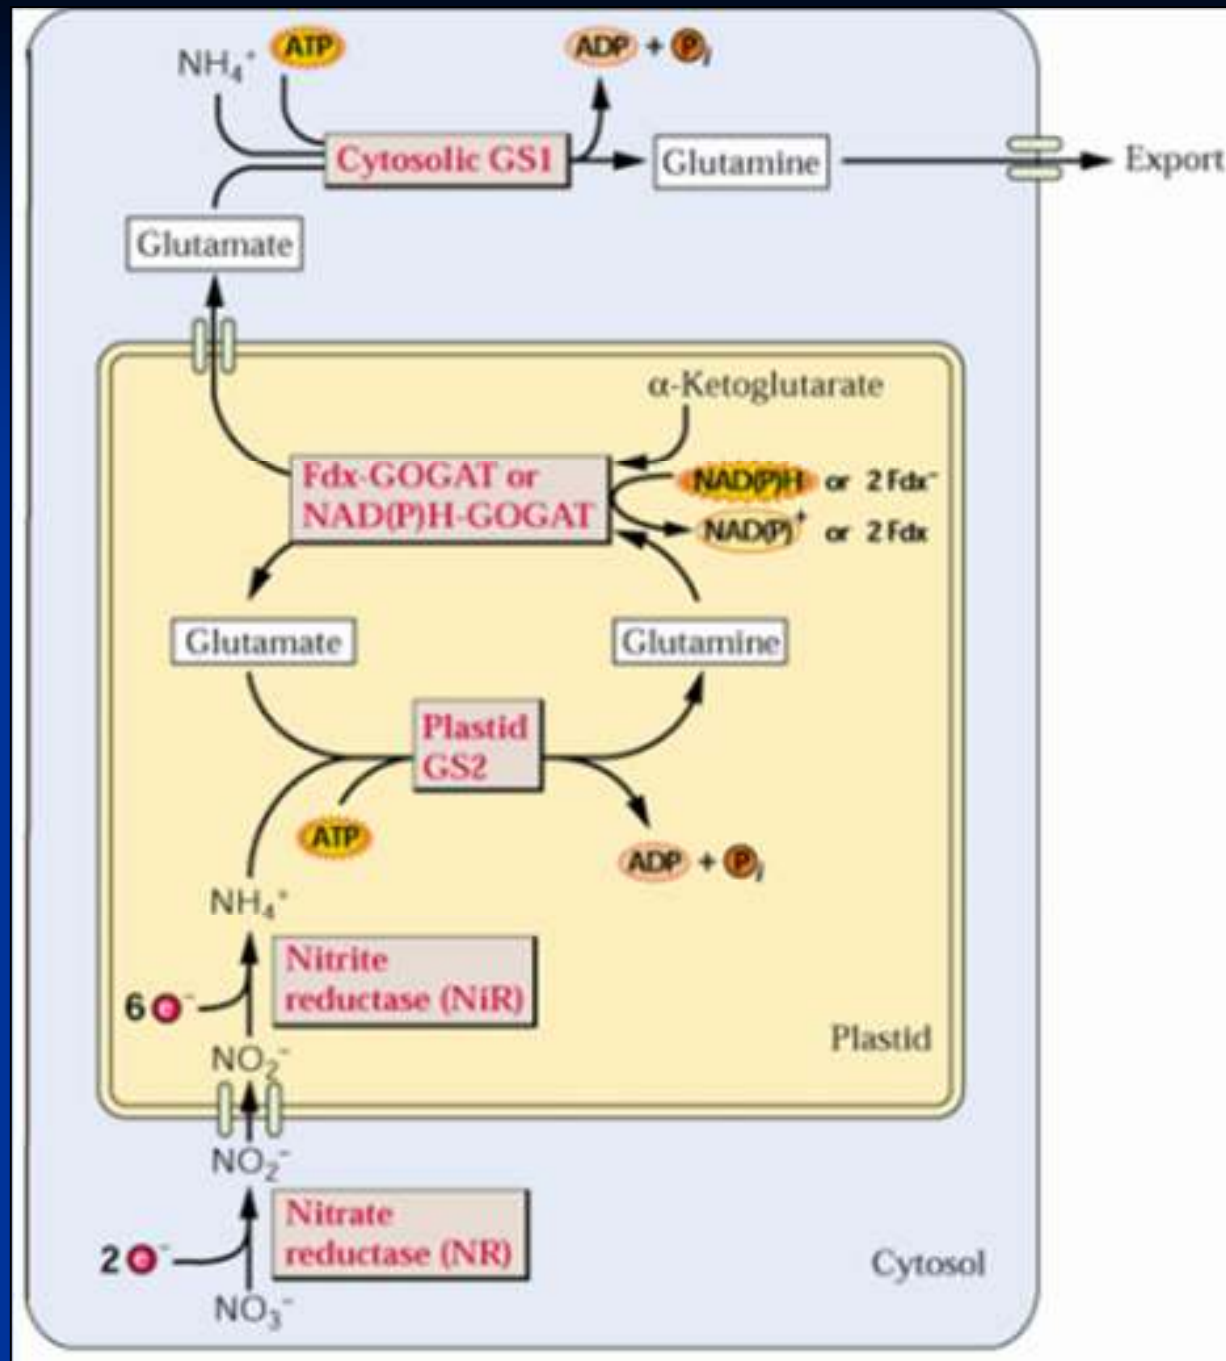 NH₄⁺
ATP
ADP + Pi
Cytosolic GS1
Glutamine
Export
Glutamate
α-Ketoglutarate
Fdx-GOGAT or
NAD(P)H-GOGAT
NAD(P)H or 2 Fdx⁻
NAD(P)⁺ or 2 Fdx
Glutamate
Glutamine
Plastid
GS2
ATP
ADP + Pi
NH₄⁺
Nitrite
reductase (NiR)
6 e⁻
NO₂⁻
Plastid
NO₂⁻
Nitrate
reductase (NR)
2 e⁻
Cytosol
NO₃⁻